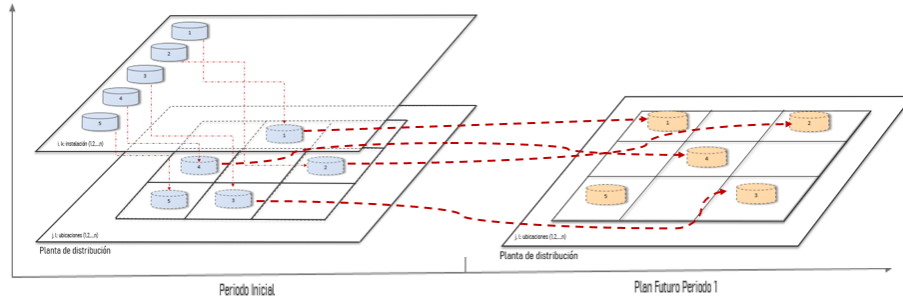 1
2
3
4
5
i, k: instalación (1,2,...,n)
1
4
2
5
3
j, l: ubicaciones (1,2,...,n)
Planta de distribución
1
2
4
5
3
j, l: ubicaciones (1,2,...,n)
Planta de distribución
Periodo Inicial
Plan Futuro Periodo 1